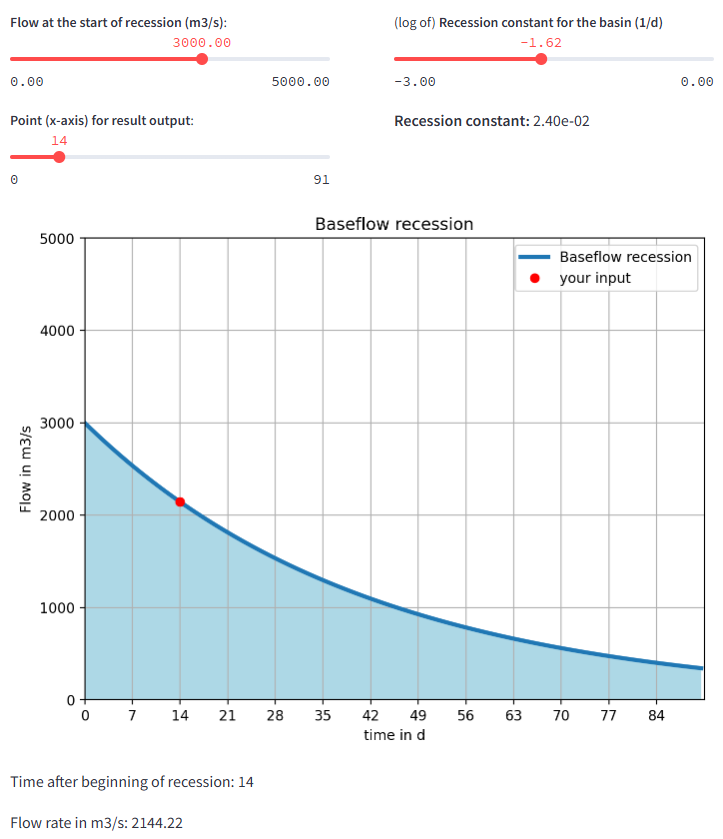 Flow at the start of recession (m3/s):
3000.00
0.00 5000.00
(log of) Recession constant for the basin (1/d)
-1.62
-3.00 0.00
Point (x-axis) for result output:
14
0 91
Recession constant: 2.40e-02
Baseflow recession
Baseflow recession
your input
Flow in m3/s
5000
4000
3000
2000
1000
0
0 7 14 21 28 35 42 49 56 63 70 77 84
time in d
Time after beginning of recession: 14
Flow rate in m3/s: 2144.22